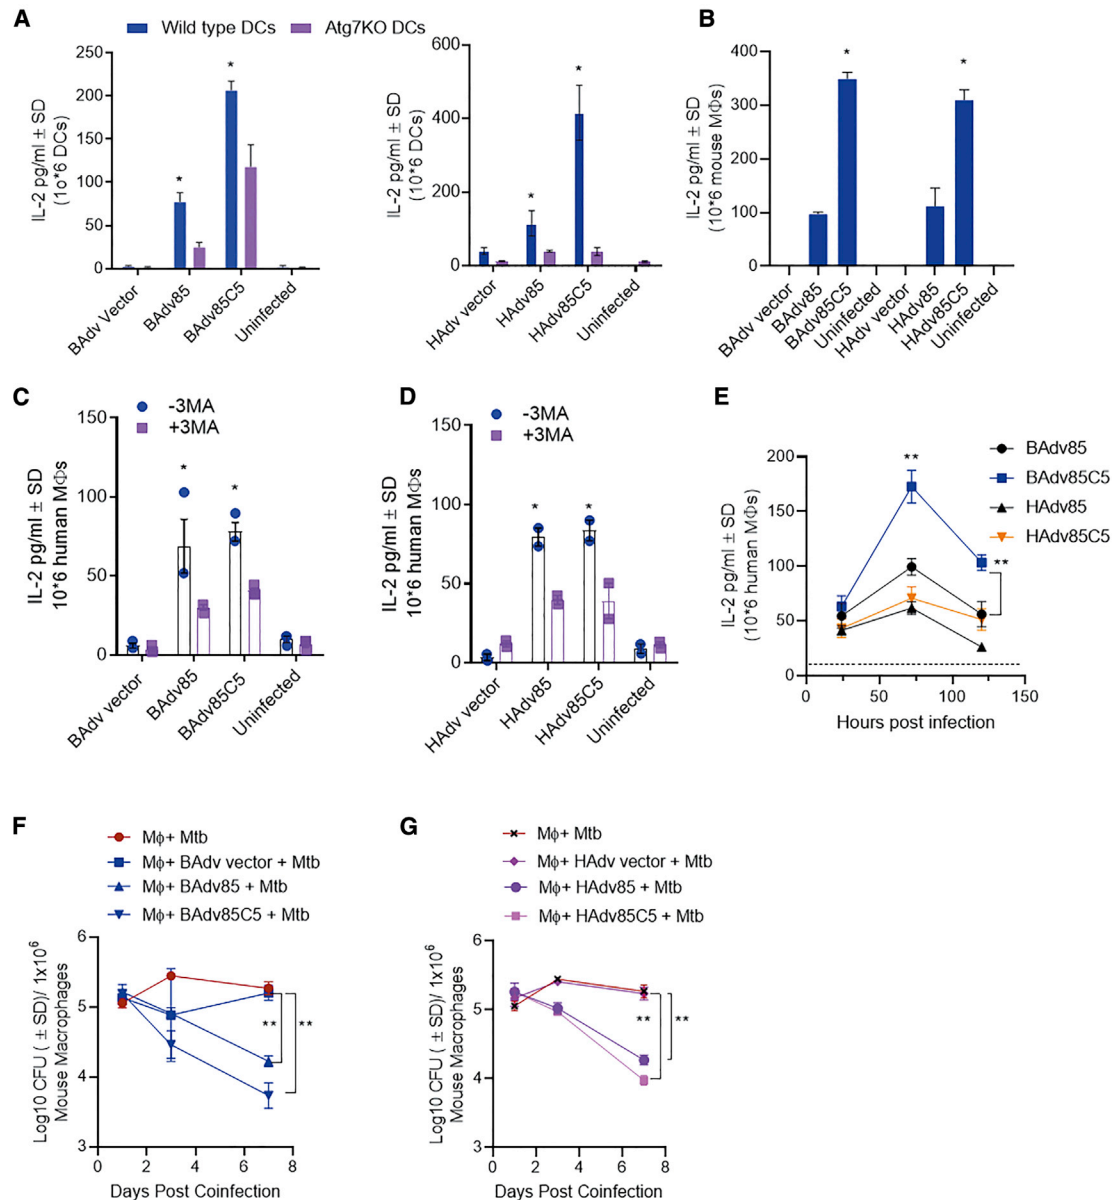 A
Wild type DCs
Atg7KO DCs
IL-2 pg/ml ± SD
(1o*6 DCs)
250
200
150
100
50
0
*
*
BAdv Vector
BAdv85
BAdv85C5
Uninfected
IL-2 pg/ml ± SD
(10*6 DCs)
600
400
200
0
*
*
HAdv vector
HAdv85
HAdv85C5
Uninfected
B
IL-2 pg/ml ± SD
(10*6 mouse MΦs)
400
300
200
100
0
*
*
BAdv vector
BAdv85
BAdv85C5
Uninfected
HAdv vector
HAdv85
HAdv85C5
Uninfected
C
-3MA
+3MA
IL-2 pg/ml ± SD
10*6 human MΦs
150
100
50
0
*
*
BAdv vector
BAdv85
BAdv85C5
Uninfected
D
-3MA
+3MA
IL-2 pg/ml ± SD
10*6 human MΦs
150
100
50
0
*
*
HAdv vector
HAdv85
HAdv85C5
Uninfected
E
BAdv85
BAdv85C5
HAdv85
HAdv85C5
IL-2 pg/ml ± SD
(10*6 human MΦs)
200
150
100
50
0
**
**
0
50
100
150
Hours post infection
F
Mϕ+ Mtb
Mϕ+ BAdv vector + Mtb
Mϕ+ BAdv85 + Mtb
Mϕ+ BAdv85C5 + Mtb
Log10 CFU ( ± SD)/ 1x10⁶
Mouse Macrophages
6
5
4
3
**
**
0
2
4
6
8
Days Post Coinfection
G
Mϕ+ Mtb
Mϕ+ HAdv vector + Mtb
Mϕ+ HAdv85 + Mtb
Mϕ+ HAdv85C5 + Mtb
Log10 CFU ( ± SD)/ 1x10⁶
Mouse Macrophages
6
5
4
3
**
**
0
2
4
6
8
Days Post Coinfection